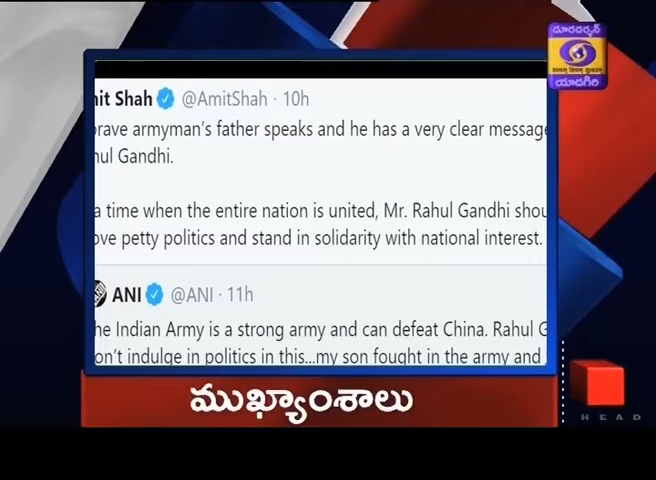 దూరదర్శన్
యాదగిరి
hit Shah @AmitShah · 10h
brave armyman's father speaks and he has a very clear message
hul Gandhi.
a time when the entire nation is united, Mr. Rahul Gandhi shou
ove petty politics and stand in solidarity with national interest.
ANI @ANI · 11h
he Indian Army is a strong army and can defeat China. Rahul G
on't indulge in politics in this...my son fought in the army and
ముఖ్యాంశాలు
HEAD